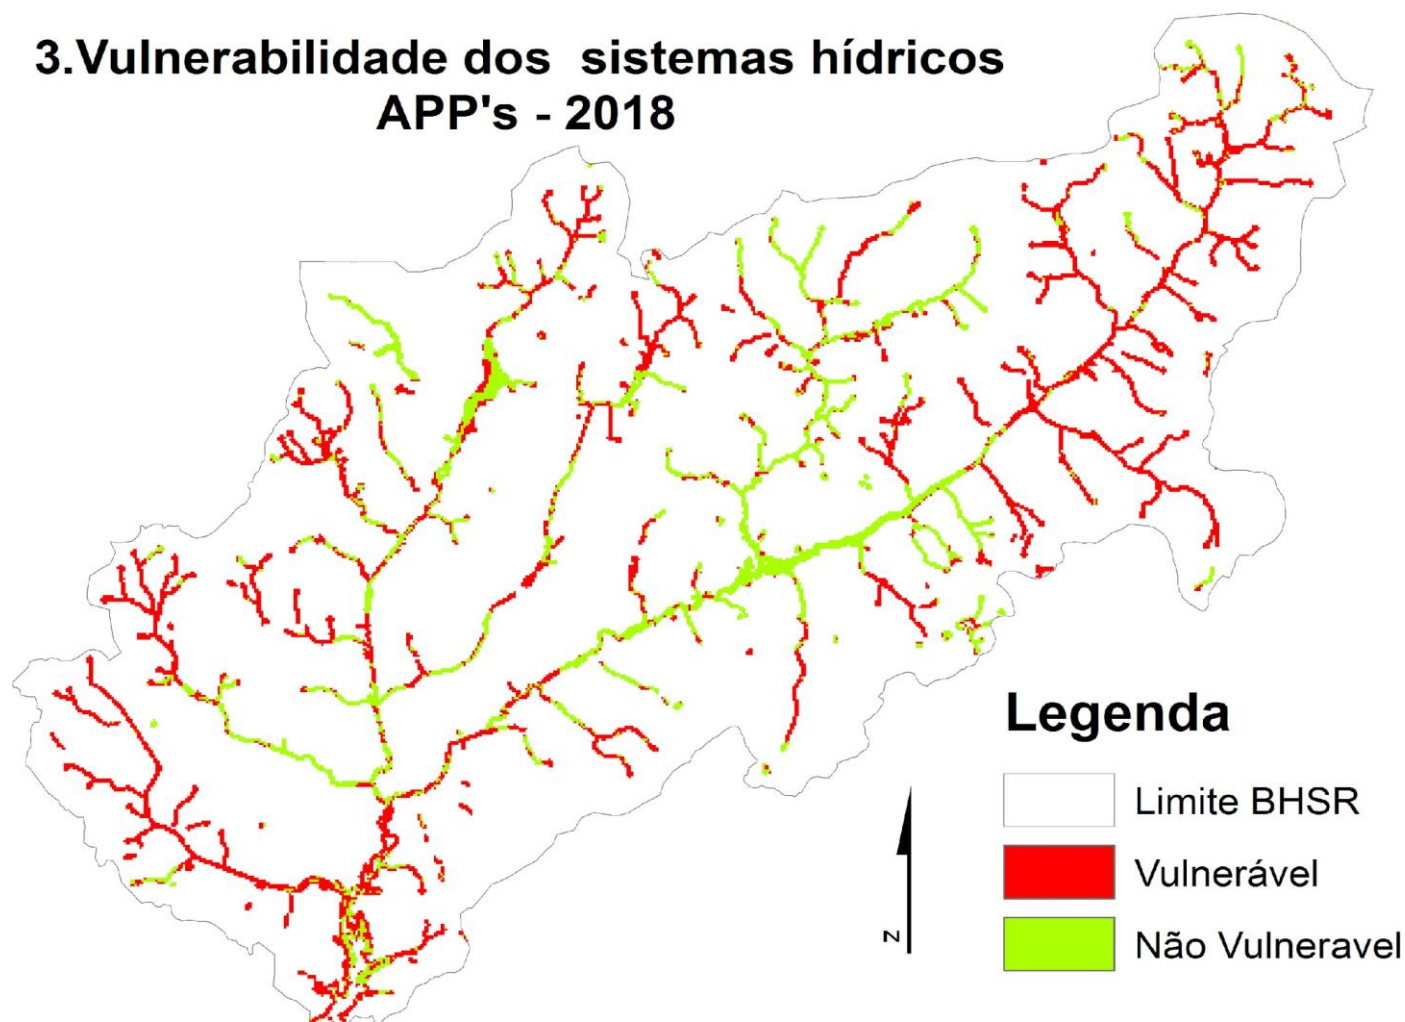 3.Vulnerabilidade dos sistemas hídricos
APP's - 2018
Legenda
Limite BHSR
Vulnerável
Não Vulneravel
N